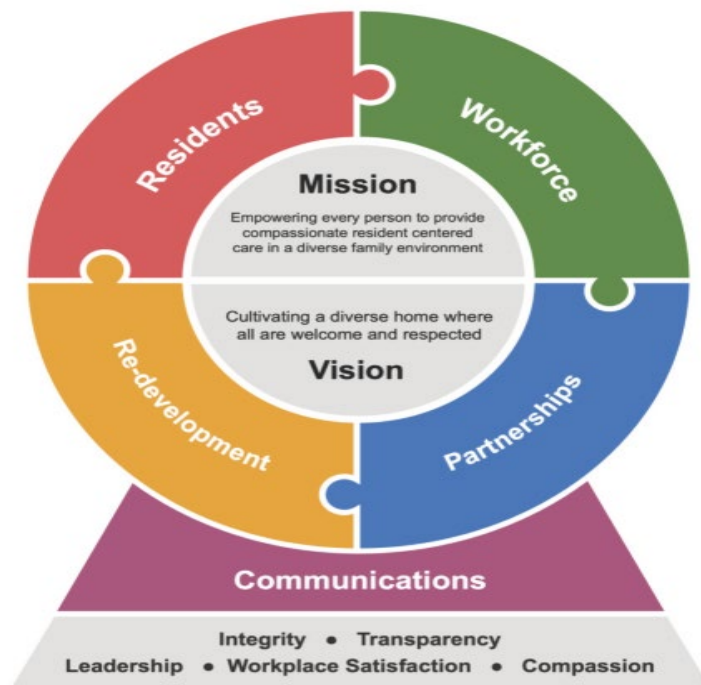 Residents
Workforce
Mission
Empowering every person to provide
compassionate resident centered
care in a diverse family environment
Cultivating a diverse home where
all are welcome and respected
Vision
Re-development
Partnerships
Communications
Integrity • Transparency
Leadership • Workplace Satisfaction • Compassion